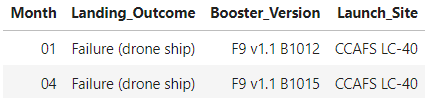 Month Landing_Outcome Booster_Version Launch_Site
01 Failure (drone ship) F9 v1.1 B1012 CCAFS LC-40
04 Failure (drone ship) F9 v1.1 B1015 CCAFS LC-40